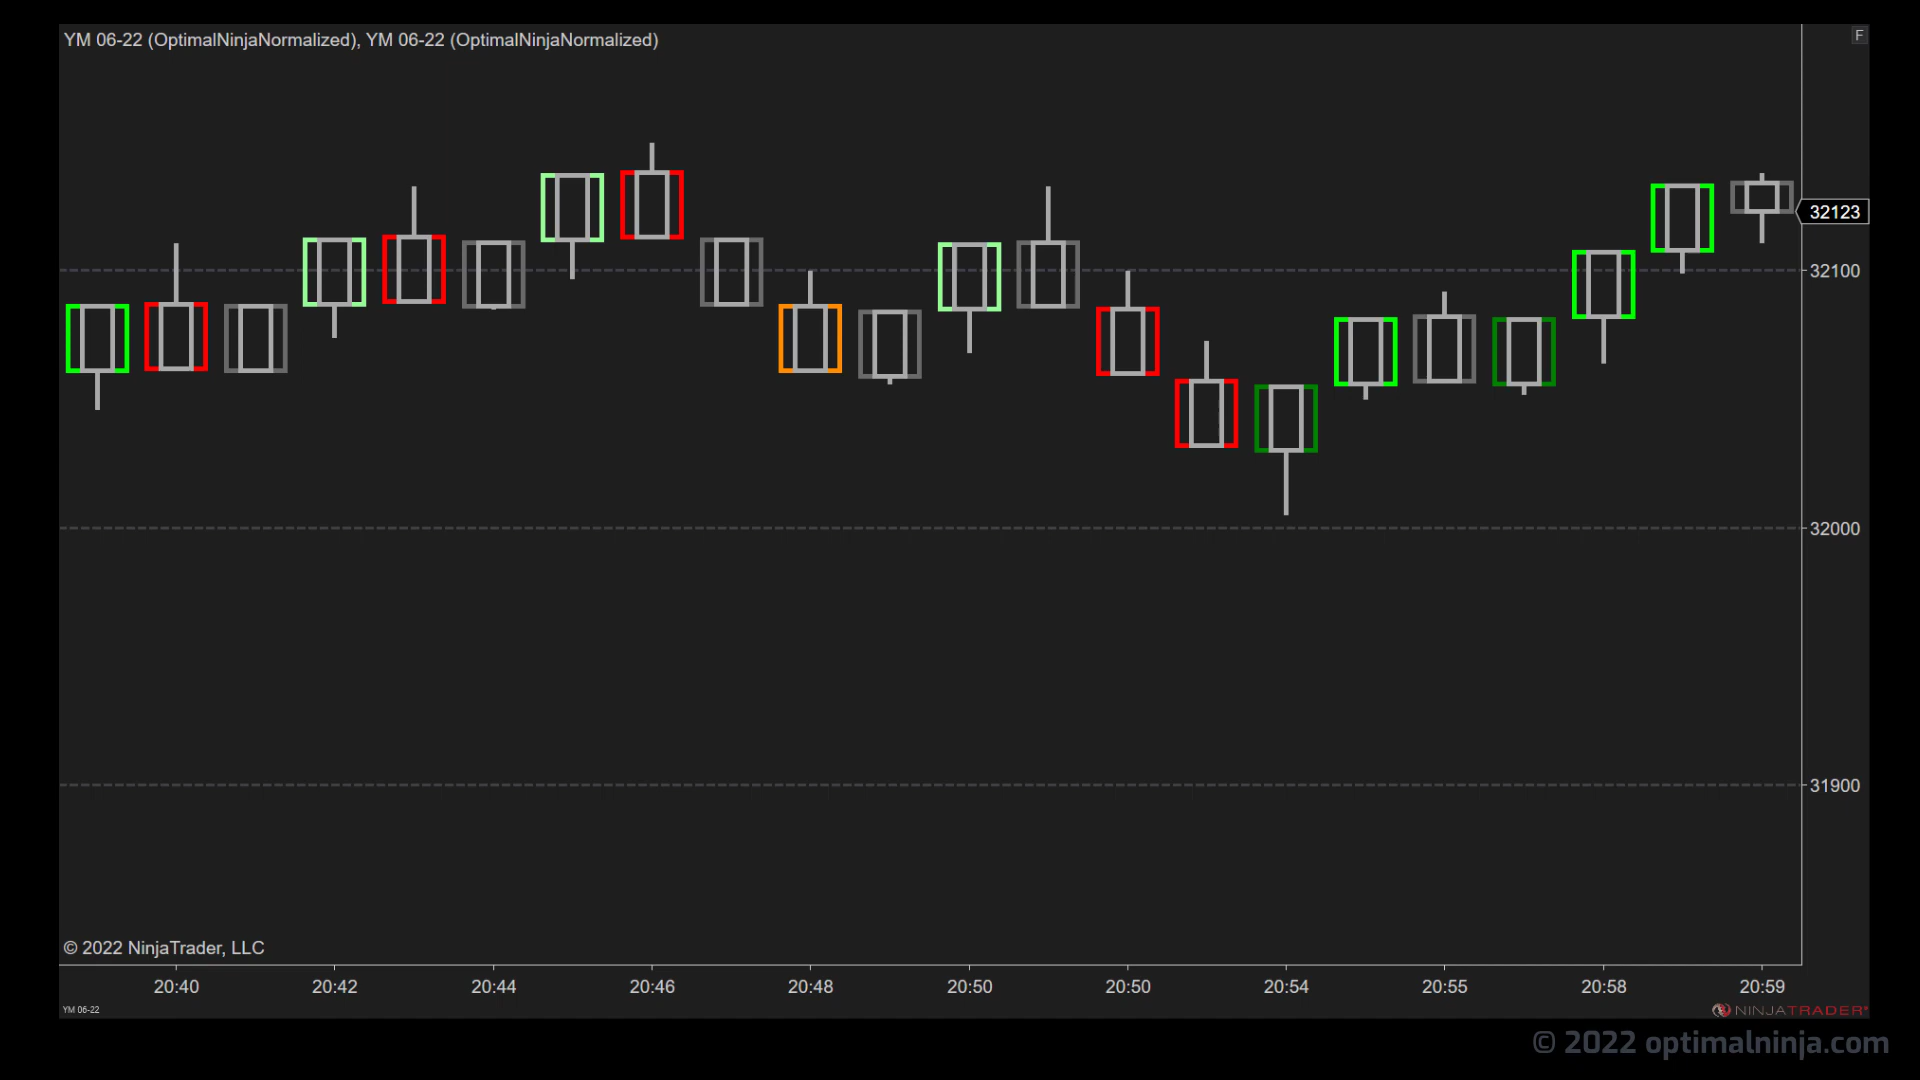 YM 06-22 (OptimalNinjaNormalized), YM 06-22 (OptimalNinjaNormalized)
F
32123
32100
32000
31900
© 2022 NinjaTrader, LLC
20:40 20:42 20:44 20:46 20:48 20:50 20:50 20:54 20:55 20:58 20:59
YM 06-22
NINJATRADER
© 2022 optimalninja.com